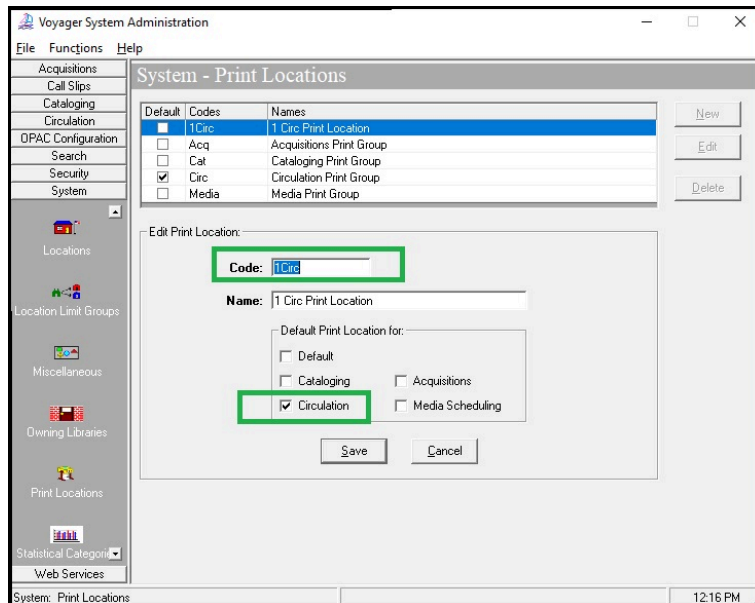 Voyager System Administration
File Functions Help
Acquisitions
Call Slips
Cataloging
Circulation
OPAC Configuration
Search
Security
System
Locations
Location Limit Groups
Miscellaneous
Owning Libraries
Print Locations
Statistical Categori
Web Services
System - Print Locations
Default Codes Names
1Circ 1 Circ Print Location
Acq Acquisitions Print Group
Cat Cataloging Print Group
Circ Circulation Print Group
Media Media Print Group
New
Edit
Delete
Edit Print Location:
Code: 1Circ
Name: 1 Circ Print Location
Default Print Location for:
Default
Cataloging Acquisitions
Circulation Media Scheduling
Save Cancel
System: Print Locations 12:16 PM